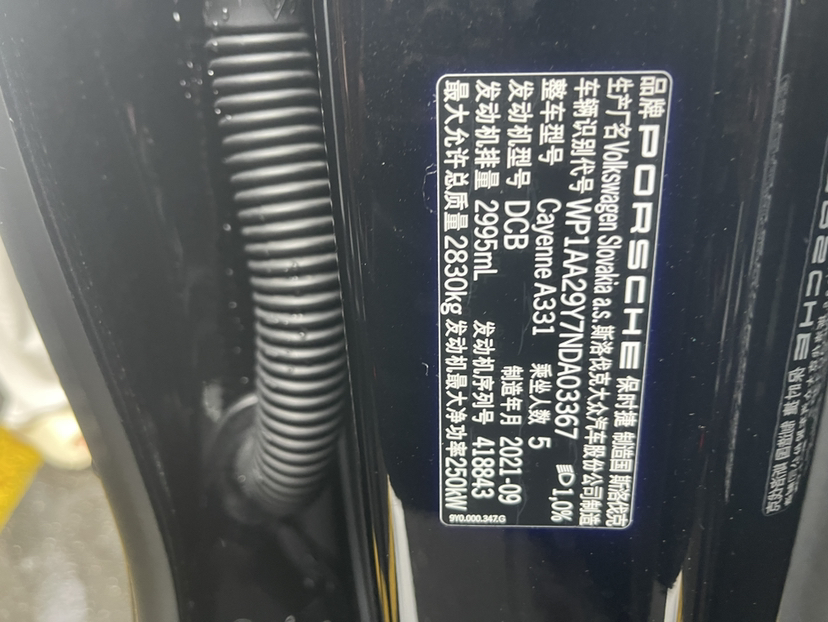 品牌 PORSCHE 保时捷 制造国 斯洛伐克
生产厂名 Volkswagen Slovakia a.s. 斯洛伐克大众汽车股份公司制造
车辆识别代号 WP1AA29Y7NDA03367
整车型号 Cayenne A331 乘坐人数 5 1,0%
发动机型号 DCB 制造年月 2021-09
发动机排量 2995mL 发动机序列号 418843
最大允许总质量 2830kg 发动机最大净功率 250kW
9Y0.000.347.G